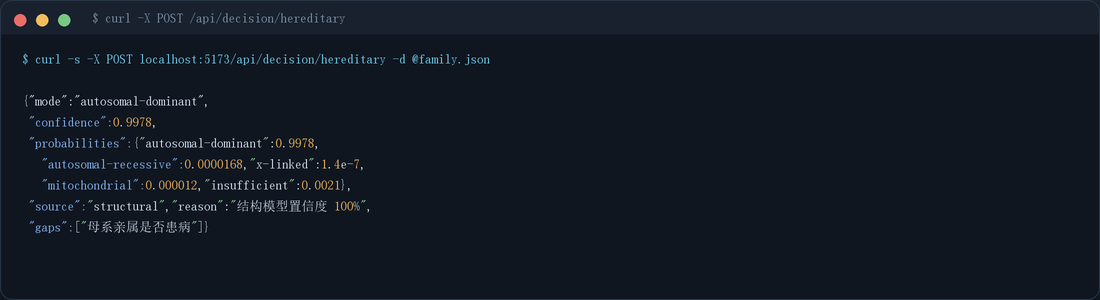 $ curl -X POST /api/decision/hereditary
$ curl -s -X POST localhost:5173/api/decision/hereditary -d @family.json
{"mode":"autosomal-dominant",
"confidence":0.9978,
"probabilities":{"autosomal-dominant":0.9978,
"autosomal-recessive":0.0000168,"x-linked":1.4e-7,
"mitochondrial":0.000012,"insufficient":0.0021},
"source":"structural","reason":"结构模型置信度 100%",
"gaps":["母系亲属是否患病"]}